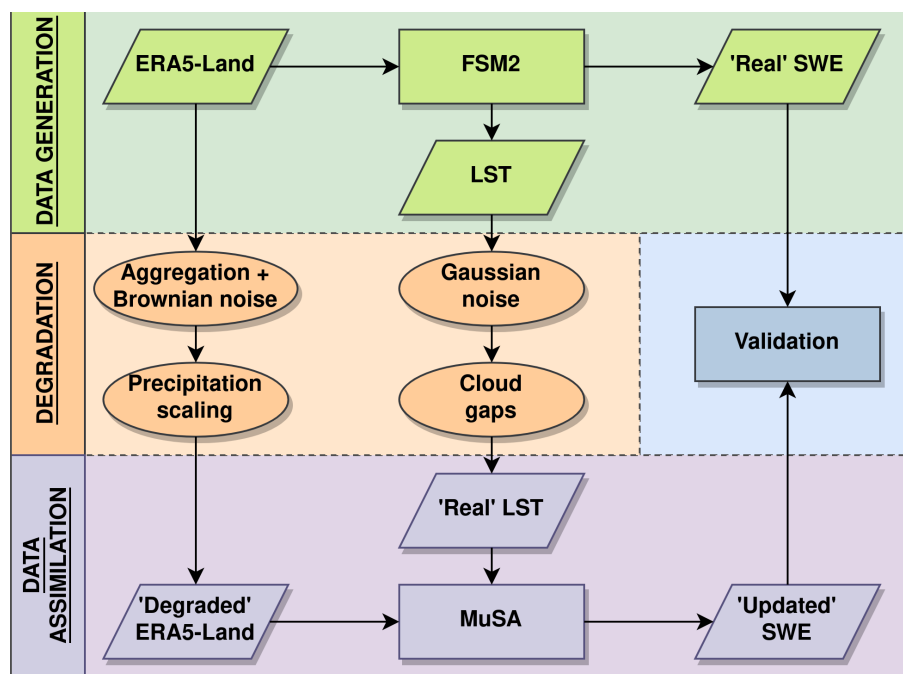 DATA GENERATION
ERA5-Land
FSM2
'Real' SWE
LST
DEGRADATION
Aggregation +
Brownian noise
Gaussian
noise
Validation
Precipitation
scaling
Cloud
gaps
DATA
ASSIMILATION
'Real' LST
'Degraded'
ERA5-Land
MuSA
'Updated'
SWE